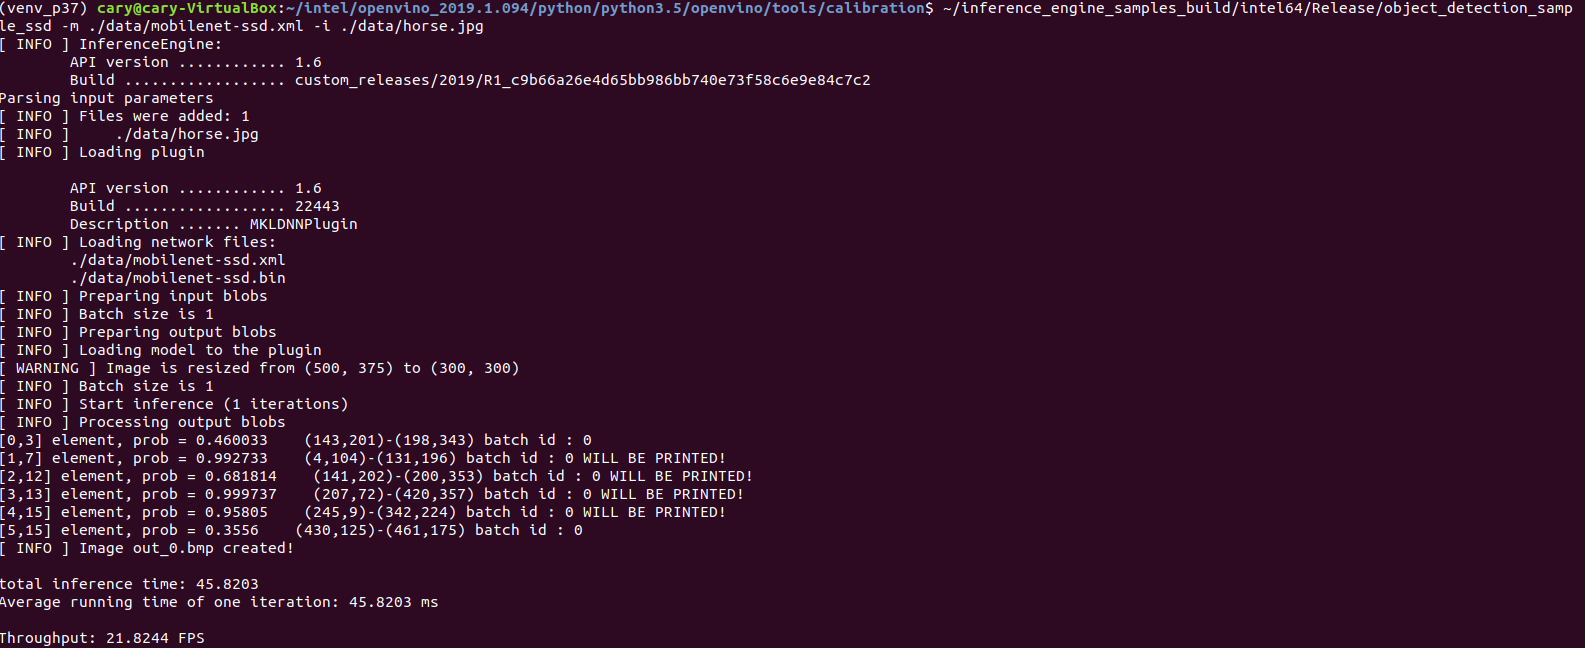 (venv_p37) cary@cary-VirtualBox:~/intel/openvino_2019.1.094/python/python3.5/openvino/tools/calibration$ ~/inference_engine_samples_build/intel64/Release/object_detection_samp
le_ssd -m ./data/mobilenet-ssd.xml -i ./data/horse.jpg
[ INFO ] InferenceEngine:
        API version ............ 1.6
        Build .................. custom_releases/2019/R1_c9b66a26e4d65bb986bb740e73f58c6e9e84c7c2
Parsing input parameters
[ INFO ] Files were added: 1
[ INFO ]     ./data/horse.jpg
[ INFO ] Loading plugin
        API version ............ 1.6
        Build .................. 22443
        Description ....... MKLDNNPlugin
[ INFO ] Loading network files:
        ./data/mobilenet-ssd.xml
        ./data/mobilenet-ssd.bin
[ INFO ] Preparing input blobs
[ INFO ] Batch size is 1
[ INFO ] Preparing output blobs
[ INFO ] Loading model to the plugin
[ WARNING ] Image is resized from (500, 375) to (300, 300)
[ INFO ] Batch size is 1
[ INFO ] Start inference (1 iterations)
[ INFO ] Processing output blobs
[0,3] element, prob = 0.460033    (143,201)-(198,343) batch id : 0
[1,7] element, prob = 0.992733    (4,104)-(131,196) batch id : 0 WILL BE PRINTED!
[2,12] element, prob = 0.681814    (141,202)-(200,353) batch id : 0 WILL BE PRINTED!
[3,13] element, prob = 0.999737    (207,72)-(420,357) batch id : 0 WILL BE PRINTED!
[4,15] element, prob = 0.95805    (245,9)-(342,224) batch id : 0 WILL BE PRINTED!
[5,15] element, prob = 0.3556    (430,125)-(461,175) batch id : 0
[ INFO ] Image out_0.bmp created!
total inference time: 45.8203
Average running time of one iteration: 45.8203 ms
Throughput: 21.8244 FPS